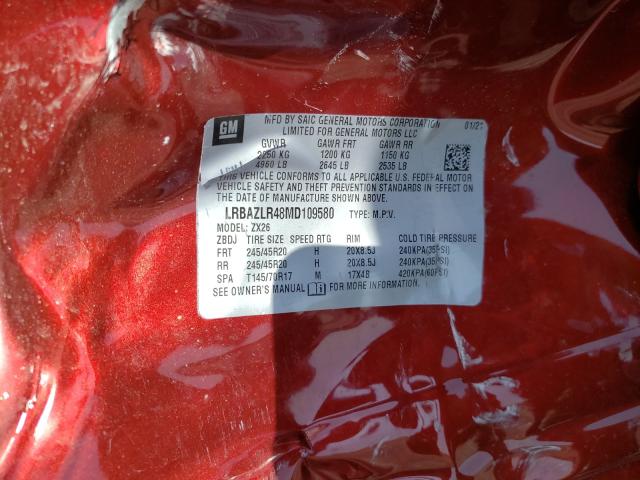 GM
MFD BY SAIC GENERAL MOTORS CORPORATION 01/21
LIMITED FOR GENERAL MOTORS LLC
GVWR GAWR FRT GAWR RR
2250 KG 1200 KG 1150 KG
4960 LB 2645 LB 2535 LB
THIS VEHICLE CONFORMS TO ALL APPLICABLE U.S. FEDERAL MOTOR
VEHICLE SAFETY AND THEFT PREVENTION STANDARDS IN EFFECT ON
THE DATE OF MANUFACTURE SHOWN ABOVE.
LRBAZLR48MD109580 TYPE: M.P.V.
MODEL: ZX26
ZBDJ TIRE SIZE SPEED RTG RIM COLD TIRE PRESSURE
FRT 245/45R20 H 20X8.5J 240KPA(35PSI)
RR 245/45R20 H 20X8.5J 240KPA(35PSI)
SPA T145/70R17 M 17X4B 420KPA(60PSI)
SEE OWNER'S MANUAL FOR MORE INFORMATION.